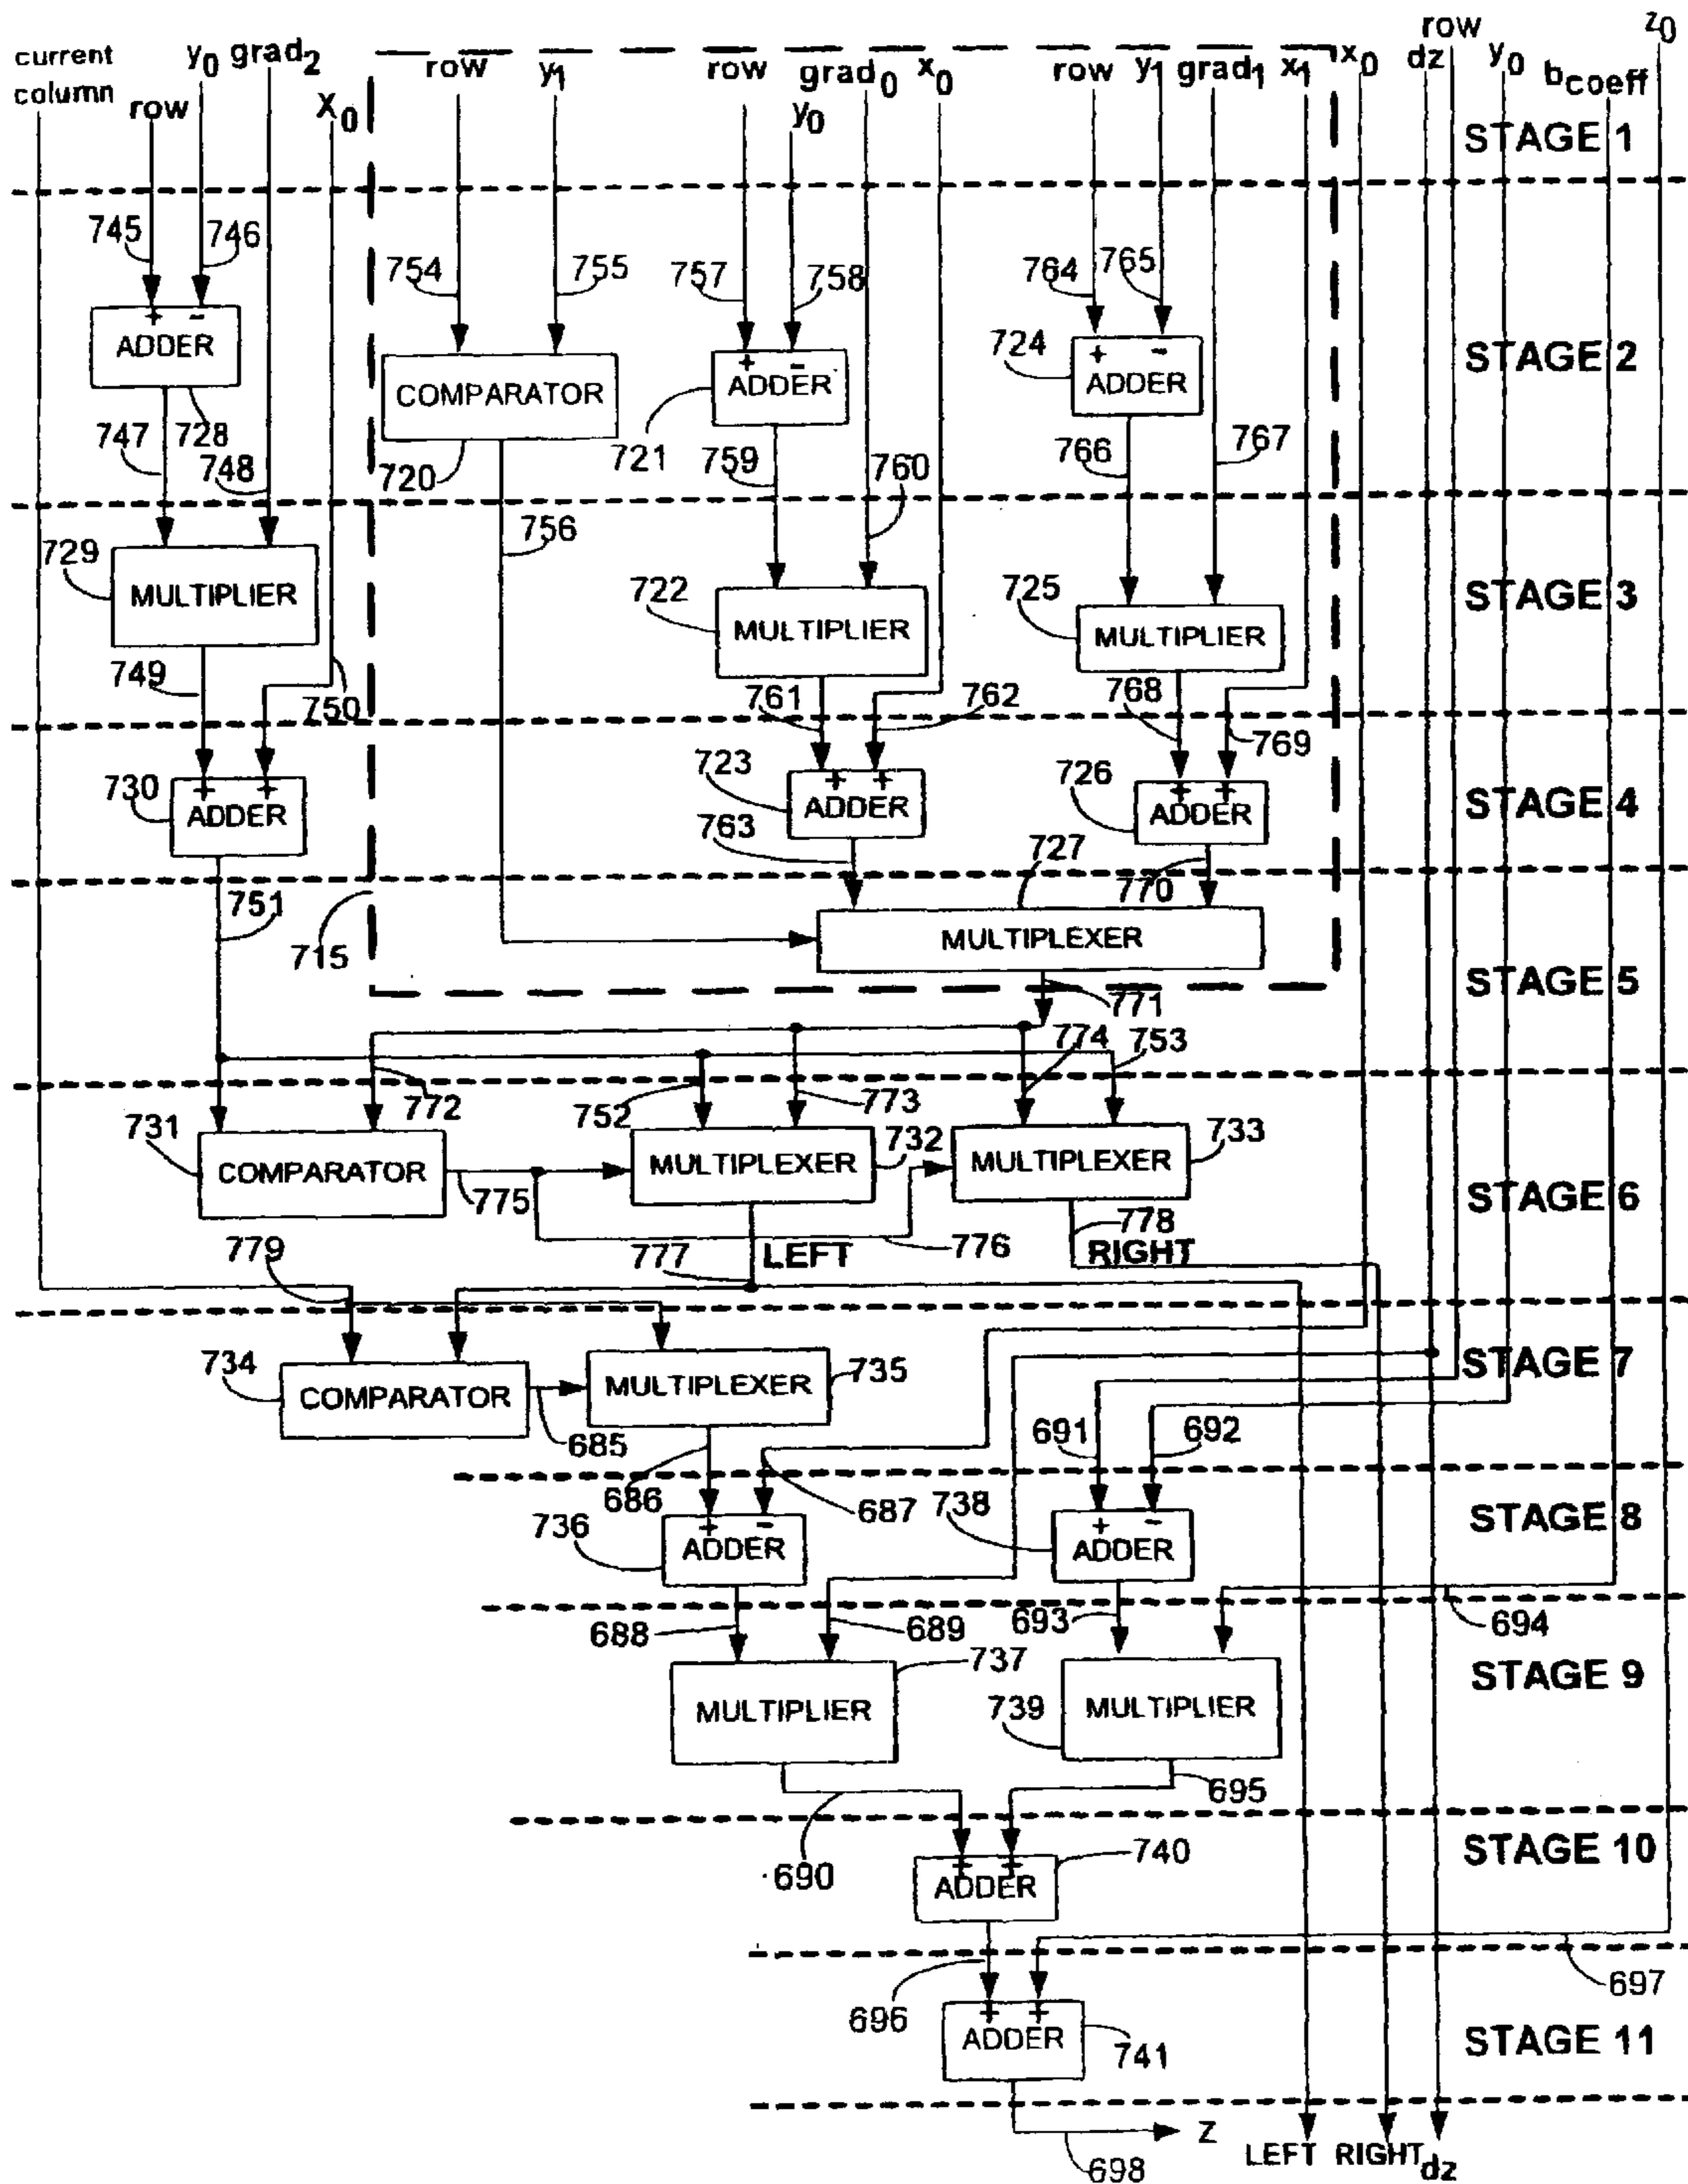 current column
row
y0
grad2
X0
row
y1
row
y0
grad0
x0
row
y1
grad1
x1
x0
dz
row
y0
bcoeff
z0
STAGE 1
745
746
754
755
757
758
764
765
+ -
ADDER
728
747
748
COMPARATOR
720
+ -
ADDER
721
759
760
724
+ -
ADDER
766
767
STAGE 2
756
729
MULTIPLIER
749
750
722
MULTIPLIER
761
762
725
MULTIPLIER
768
769
STAGE 3
730
+ +
ADDER
723
+ +
ADDER
763
726
+ +
ADDER
770
STAGE 4
751
715
727
MULTIPLEXER
771
774
753
STAGE 5
772
752
773
731
COMPARATOR
775
MULTIPLEXER
732
MULTIPLEXER
733
776
777
LEFT
778
RIGHT
779
STAGE 6
734
COMPARATOR
685
MULTIPLEXER
735
686
687
691
692
STAGE 7
736
+ -
ADDER
738
+ -
ADDER
STAGE 8
688
689
693
694
737
MULTIPLIER
739
MULTIPLIER
690
695
STAGE 9
+ +
ADDER
740
STAGE 10
696
697
+ +
ADDER
741
STAGE 11
698
Z
LEFT
RIGHT
dz